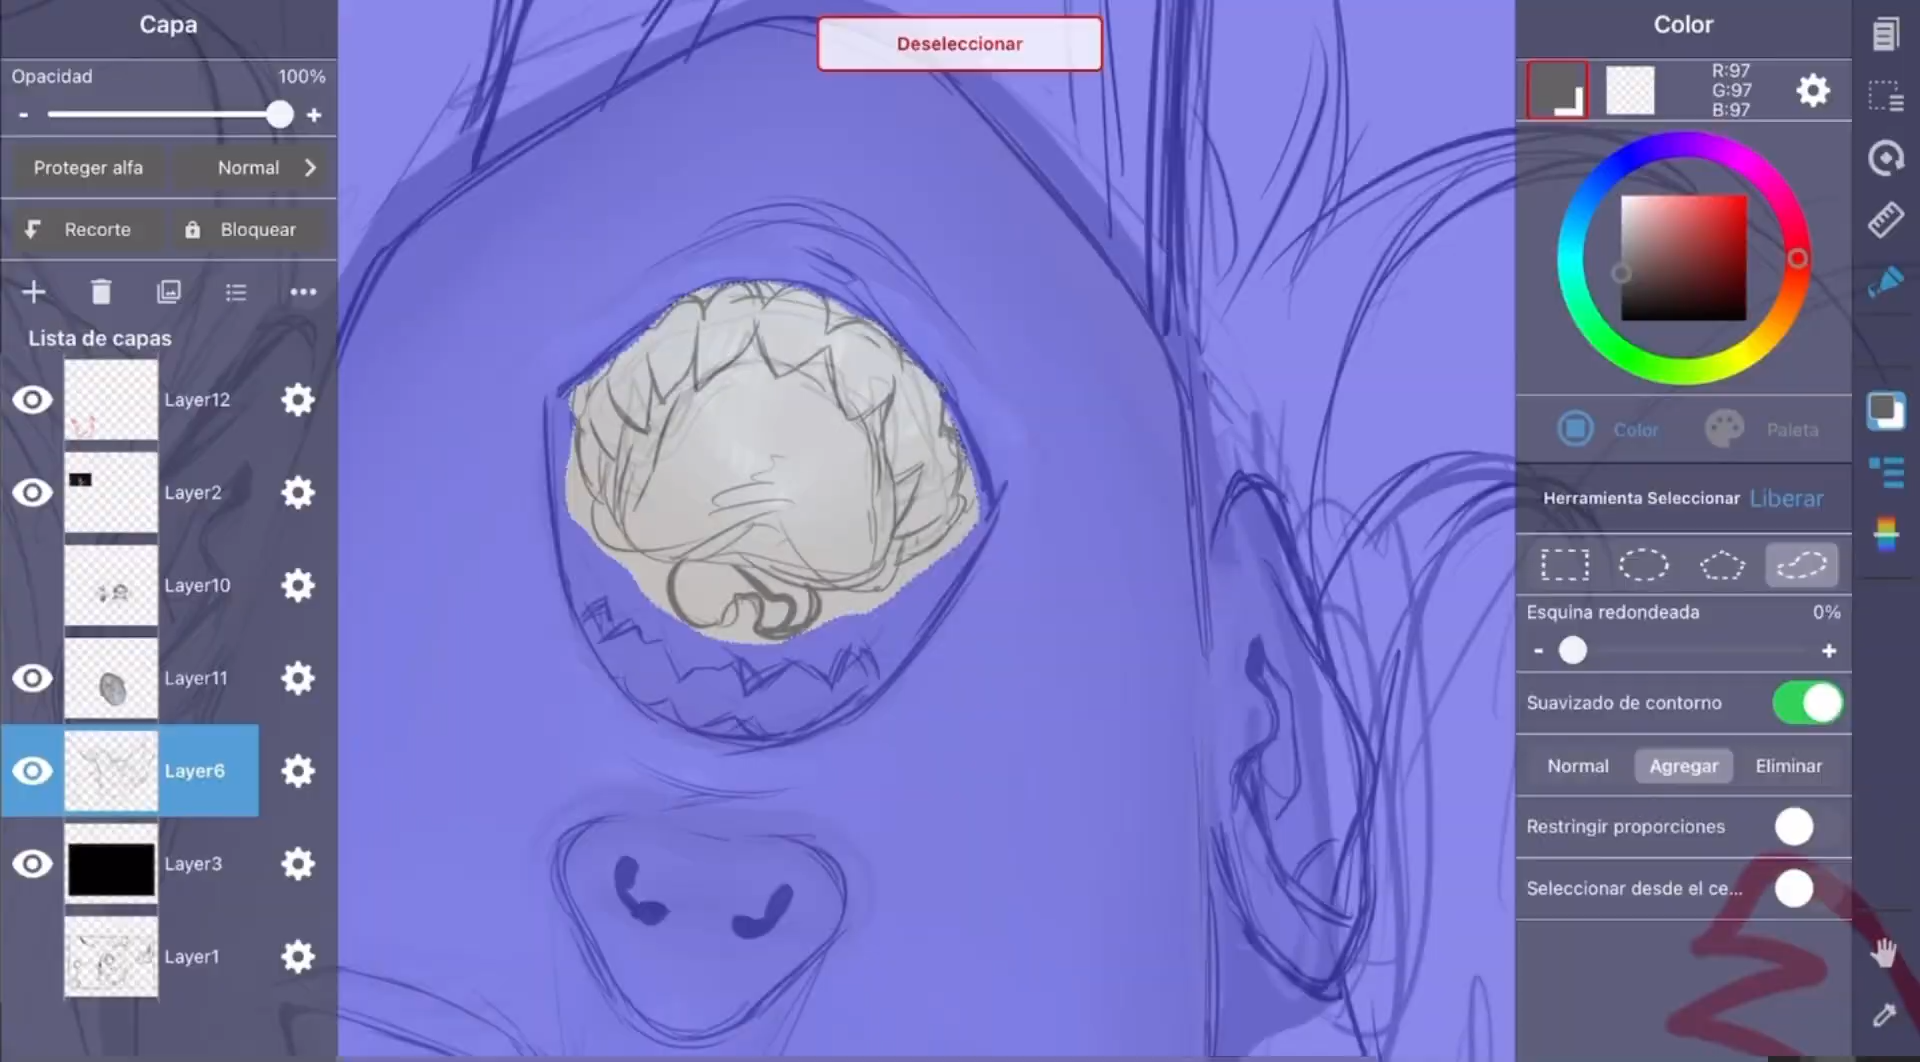 Capa
Opacidad 100%
- +
Proteger alfa Normal
Recorte Bloquear
Lista de capas
Layer12
Layer2
Layer10
Layer11
Layer6
Layer3
Layer1
Deseleccionar
Color
R:97
G:97
B:97
Color Paleta
Herramienta Seleccionar Liberar
Esquina redondeada 0%
- +
Suavizado de contorno
Normal Agregar Eliminar
Restringir proporciones
Seleccionar desde el ce...